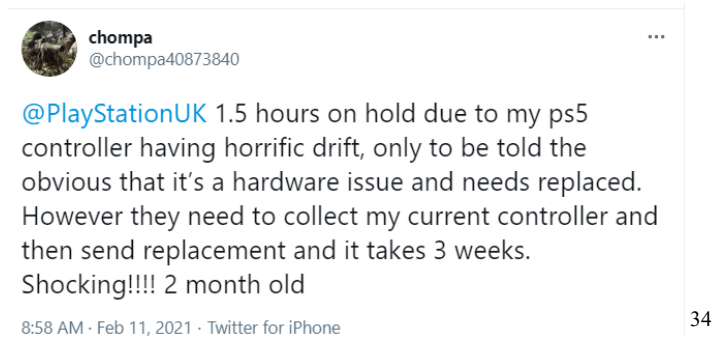 chompa
@chompa40873840
@PlayStationUK 1.5 hours on hold due to my ps5
controller having horrific drift, only to be told the
obvious that it's a hardware issue and needs replaced.
However they need to collect my current controller and
then send replacement and it takes 3 weeks.
Shocking!!!! 2 month old
8:58 AM · Feb 11, 2021 · Twitter for iPhone
34